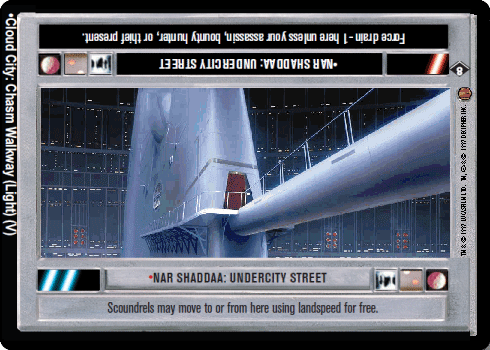 Force drain -1 here unless your assassin, bounty hunter, or thief present.
•NAR SHADDAA: UNDERCITY STREET
8
•Cloud City: Chasm Walkway (Light) (V)
•NAR SHADDAA: UNDERCITY STREET
Scoundrels may move to or from here using landspeed for free.